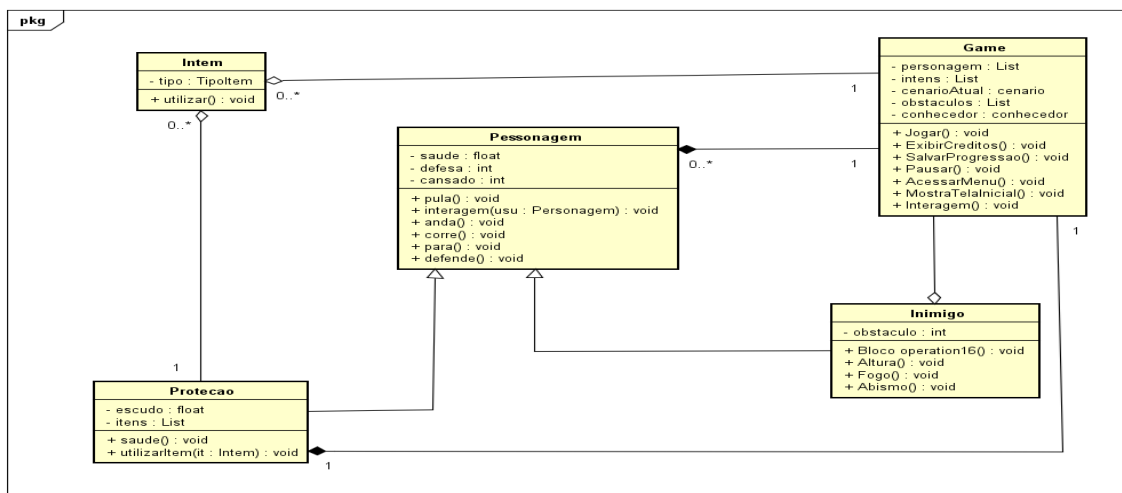 pkg
Intem
- tipo : TipoItem
+ utilizar() : void
0..*
0..*
1
Game
- personagem : List
- intens : List
- cenarioAtual : cenario
- obstaculos : List
- conhecedor : conhecedor
+ Jogar() : void
+ ExibirCreditos() : void
+ SalvarProgressao() : void
+ Pausar() : void
+ AcessarMenu() : void
+ MostraTelaInicial() : void
+ Interagem() : void
Pessonagem
- saude : float
- defesa : int
- cansado : int
+ pula() : void
+ interagem(usu : Personagem) : void
+ anda() : void
+ corre() : void
+ para() : void
+ defende() : void
0..*
1
1
Inimigo
- obstaculo : int
+ Bloco operation16() : void
+ Altura() : void
+ Fogo() : void
+ Abismo() : void
1
Protecao
- escudo : float
- itens : List
+ saude() : void
+ utilizarItem(it : Intem) : void
1